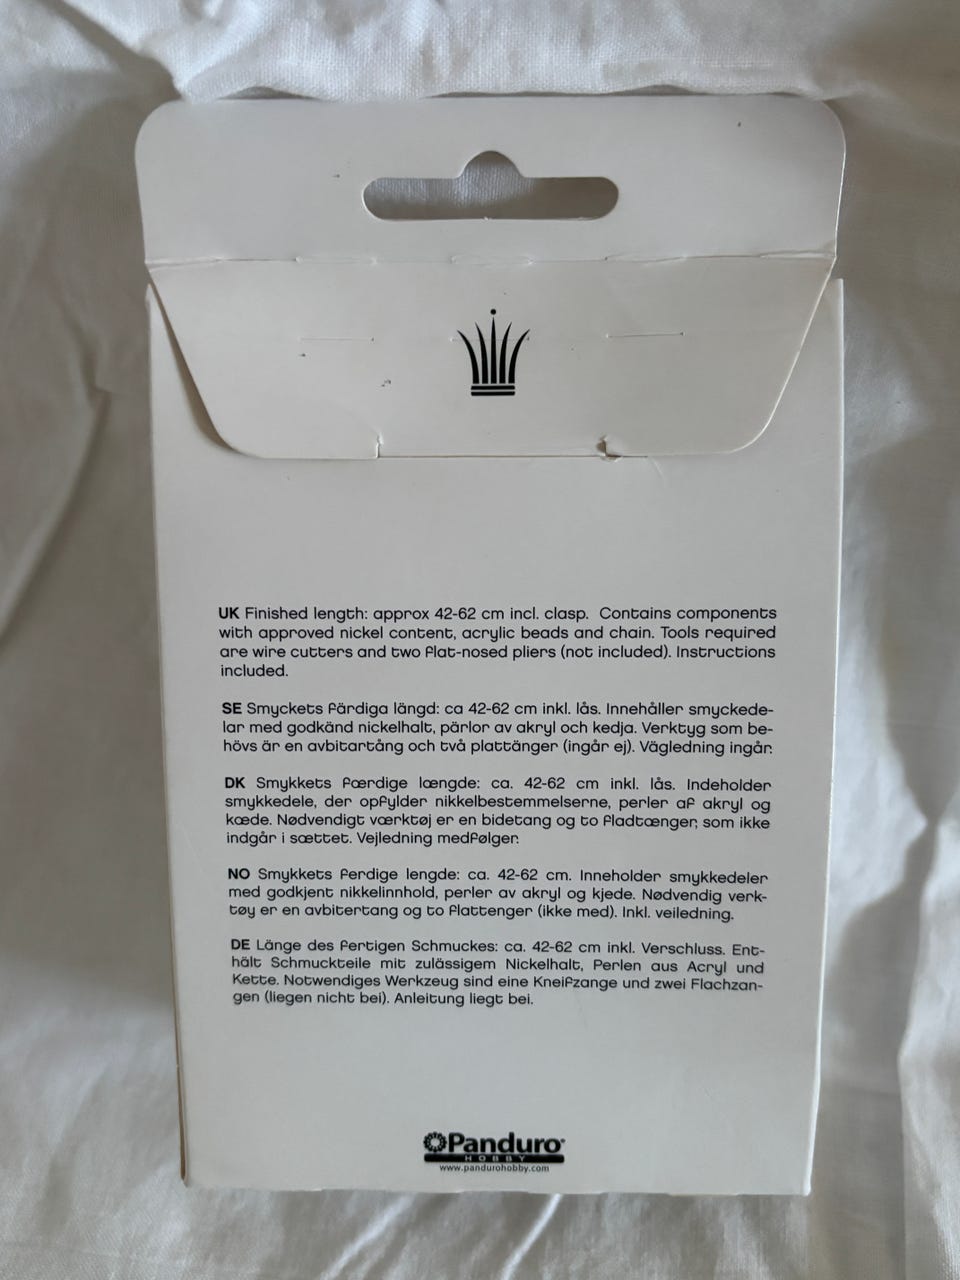 UK Finished length: approx 42-62 cm incl. clasp. Contains components
with approved nickel content, acrylic beads and chain. Tools required
are wire cutters and two flat-nosed pliers (not included). Instructions
included.
SE Smyckets färdiga längd: ca 42-62 cm inkl. lås. Innehåller smyckede-
lar med godkänd nickelhalt, pärlor av akryl och kedja. Verktyg som be-
hövs är en avbitartång och två plattänger (ingår ej). Vägledning ingår.
DK Smykkets færdige længde: ca. 42-62 cm inkl. lås. Indeholder
smykkedele, der opfylder nikkelbestemmelserne, perler af akryl og
kæde. Nødvendigt værktøj er en bidetang og to fladtænger, som ikke
indgår i sættet. Vejledning medfølger.
NO Smykkets ferdige lengde: ca. 42-62 cm. Inneholder smykkedeler
med godkjent nikkelinnhold, perler av akryl og kjede. Nødvendig verk-
tøy er en avbitertang og to flattenger (ikke med). Inkl. veiledning.
DE Länge des fertigen Schmuckes: ca. 42-62 cm inkl. Verschluss. Ent-
hält Schmuckteile mit zulässigem Nickelhalt, Perlen aus Acryl und
Kette. Notwendiges Werkzeug sind eine Kneifzange und zwei Flachzan-
gen (liegen nicht bei). Anleitung liegt bei.
Panduro®
HOBBY
www.pandurohobby.com